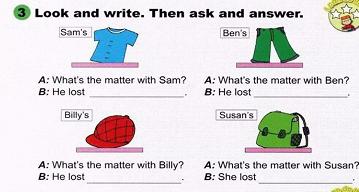 3 Look and write. Then ask and answer.
Sam's Ben's
A: What's the matter with Sam? A: What's the matter with Ben?
B: He lost ____________. B: He lost ____________.
Billy's Susan's
A: What's the matter with Billy? A: What's the matter with Susan?
B: He lost ____________. B: She lost ____________.